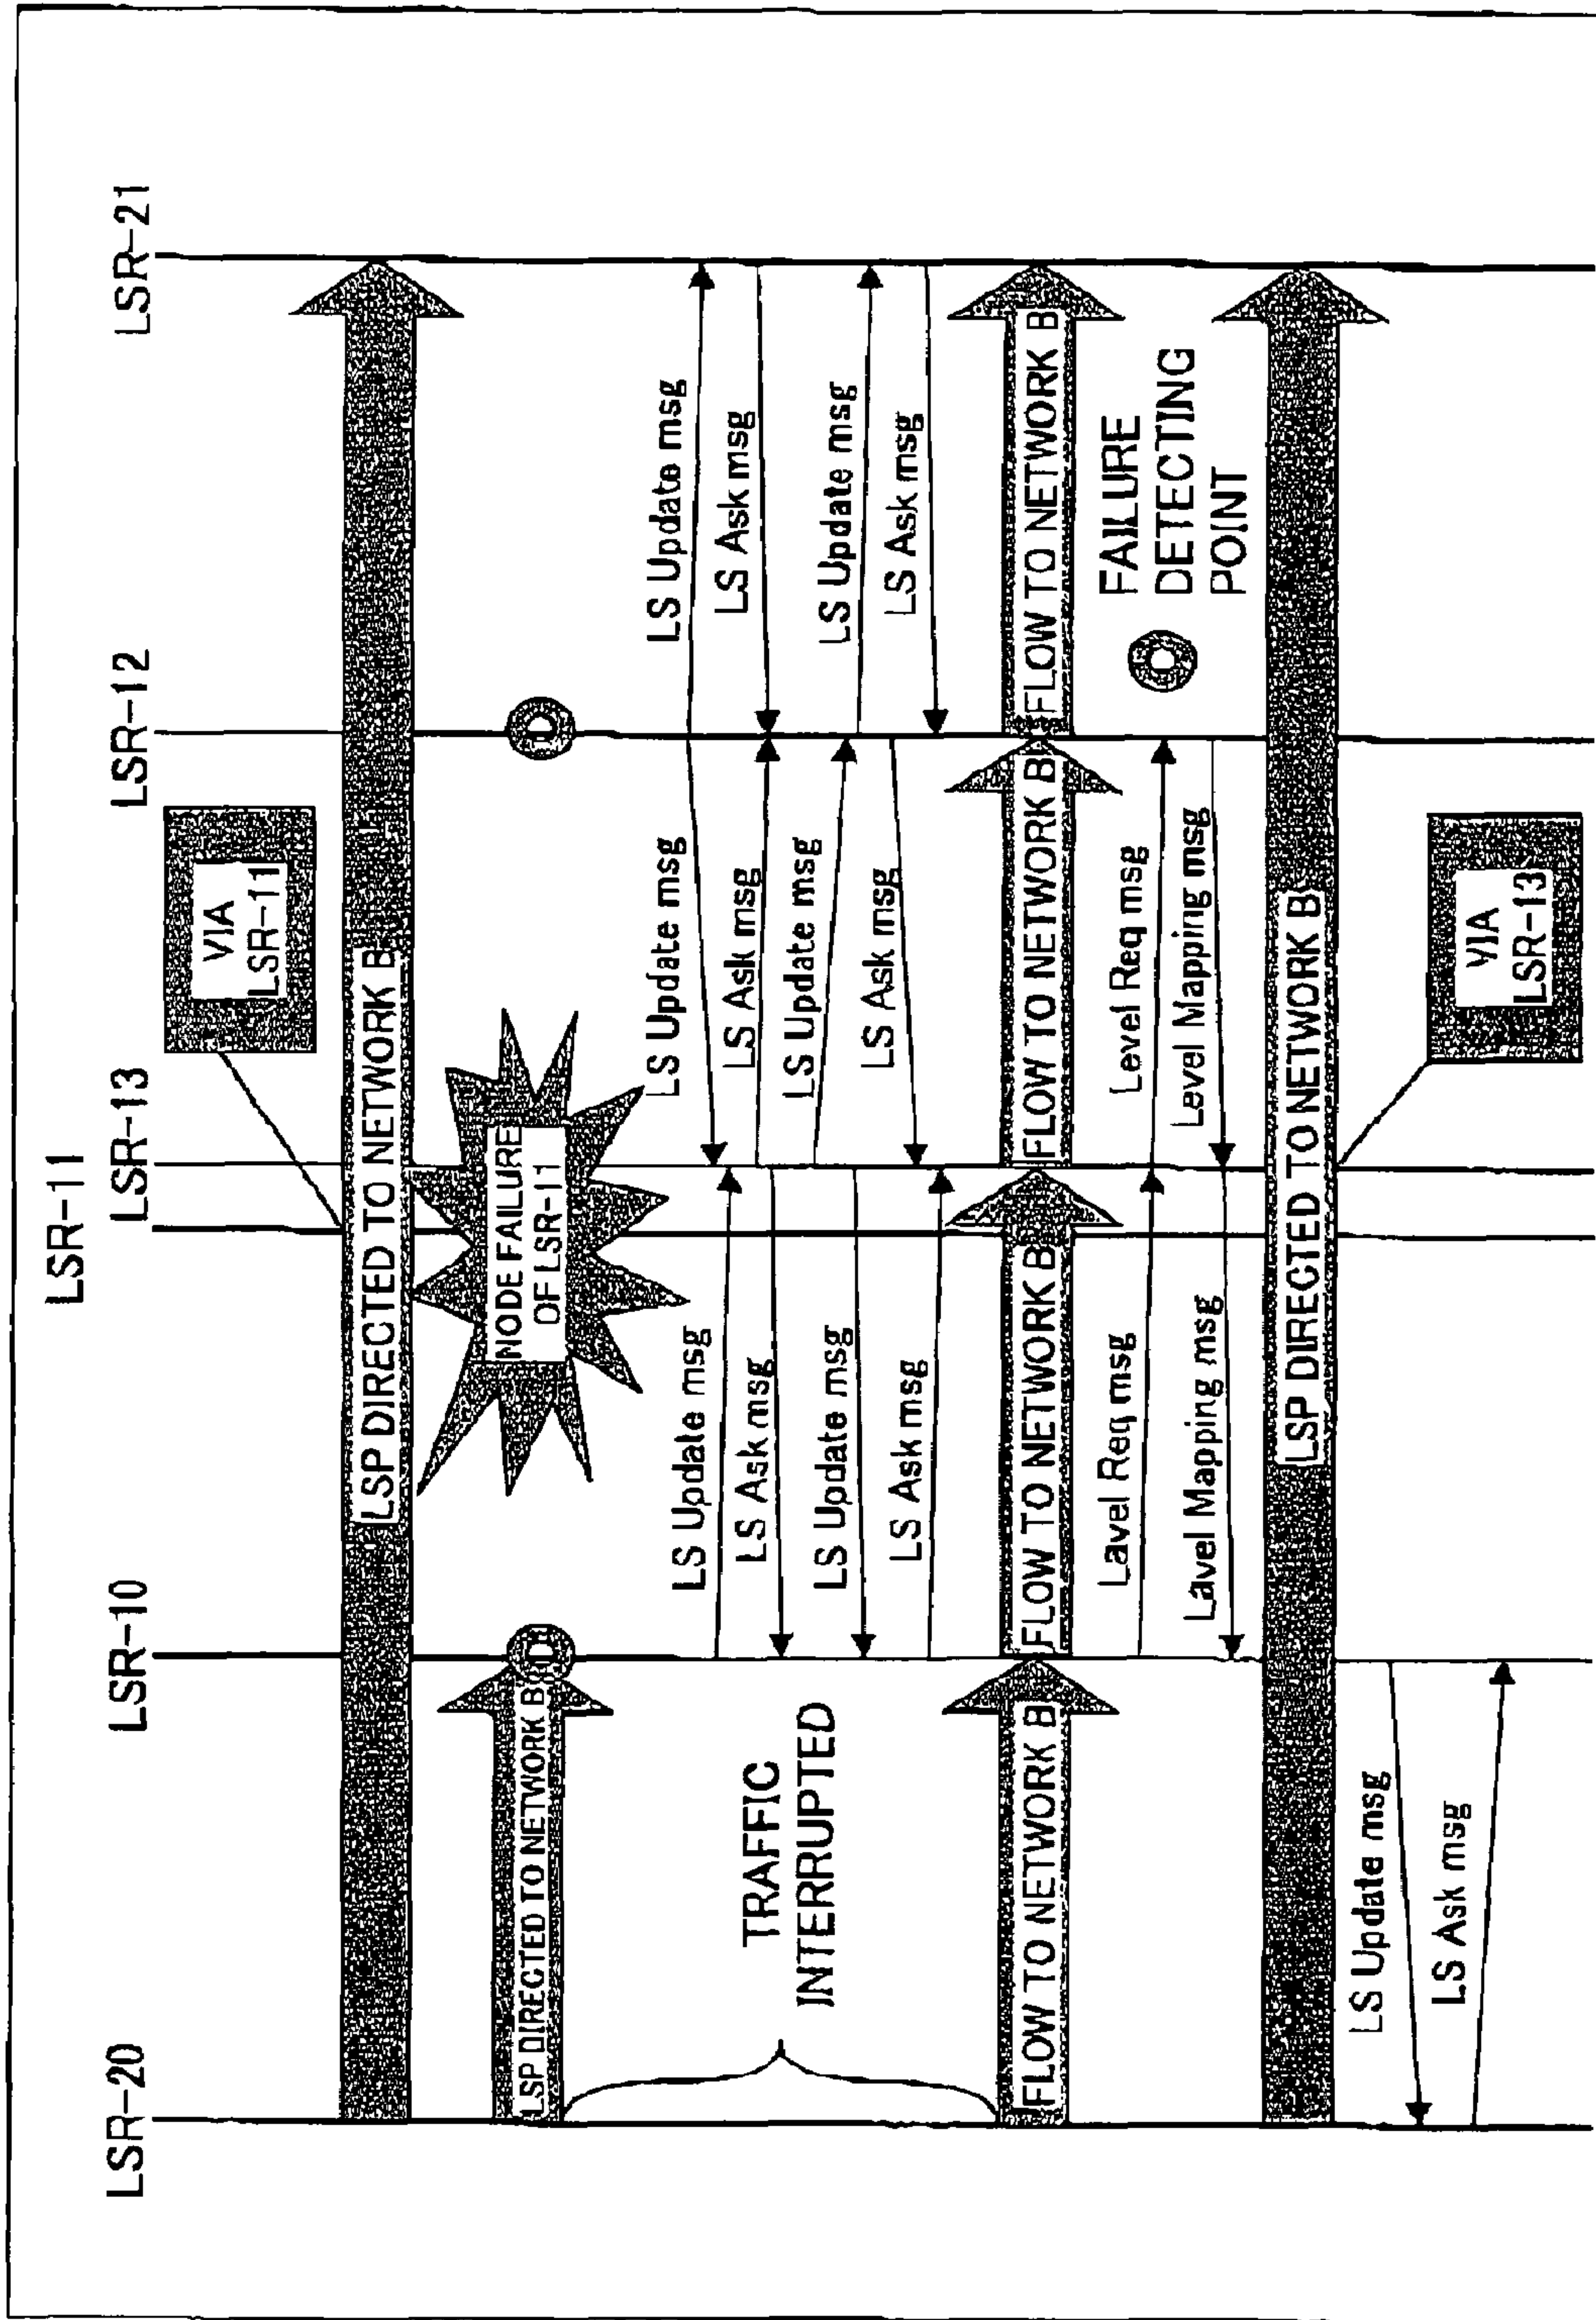 LSR-11
LSR-20
LSR-10
LSR-13
LSR-12
LSR-21
VIA
LSR-11
LSP DIRECTED TO NETWORK B
LSP DIRECTED TO NETWORK B
NODE FAILURE
OF LSR-11
TRAFFIC
INTERRUPTED
LS Update msg
LS Ask msg
LS Update msg
LS Ask msg
LS Update msg
LS Ask msg
LS Update msg
LS Ask msg
LS Update msg
LS Ask msg
LS Update msg
LS Ask msg
FLOW TO NETWORK B
FLOW TO NETWORK B
FLOW TO NETWORK B
FLOW TO NETWORK B
Lavel Req msg
Lavel Mapping msg
Level Req msg
Level Mapping msg
FAILURE
DETECTING
POINT
LSP DIRECTED TO NETWORK B
LS Update msg
LS Ask msg
VIA
LSR-13